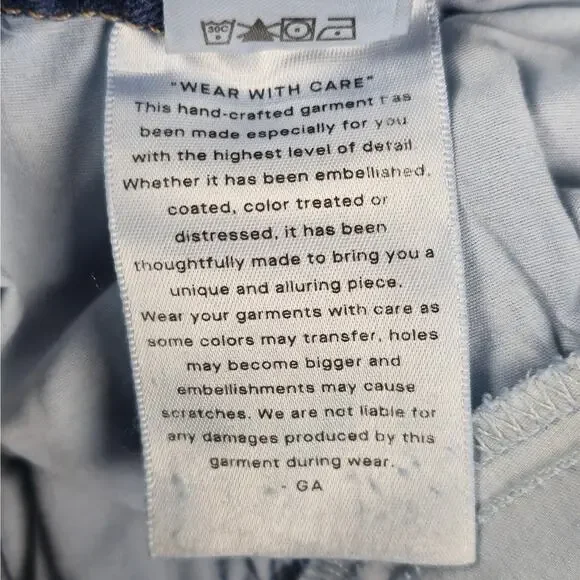 30C
"WEAR WITH CARE"
This hand-crafted garment has
been made especially for you
with the highest level of detail
Whether it has been embellished,
coated, color treated or
distressed, it has been
thoughtfully made to bring you a
unique and alluring piece.
Wear your garments with care as
some colors may transfer, holes
may become bigger and
embellishments may cause
scratches. We are not liable for
any damages produced by this
garment during wear.
- GA